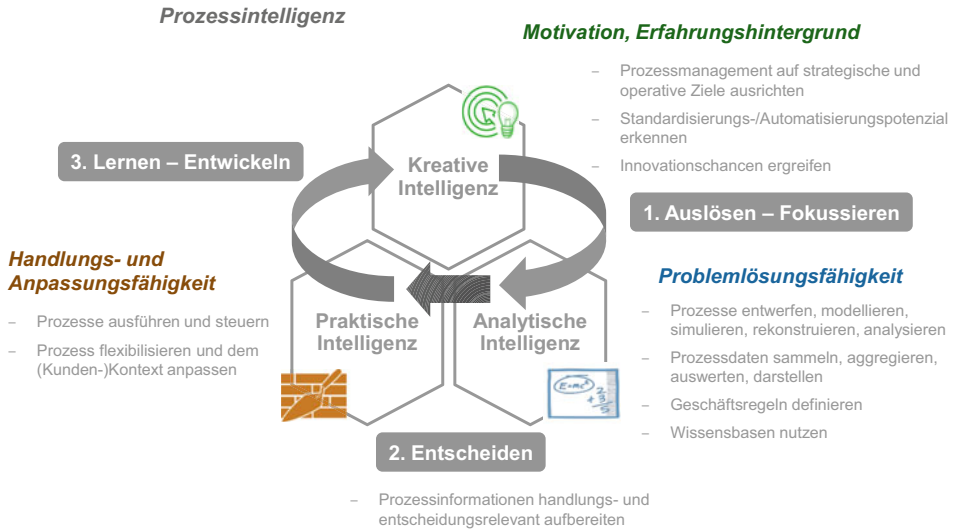 Prozessintelligenz
Motivation, Erfahrungshintergrund
– Prozessmanagement auf strategische und
operative Ziele ausrichten
– Standardisierungs-/Automatisierungspotenzial
erkennen
– Innovationschancen ergreifen
3. Lernen – Entwickeln
Kreative
Intelligenz
1. Auslösen – Fokussieren
Handlungs- und
Anpassungsfähigkeit
– Prozesse ausführen und steuern
– Prozess flexibilisieren und dem
(Kunden-)Kontext anpassen
Praktische
Intelligenz
Analytische
Intelligenz
E=mc²
Problemlösungsfähigkeit
– Prozesse entwerfen, modellieren,
simulieren, rekonstruieren, analysieren
– Prozessdaten sammeln, aggregieren,
auswerten, darstellen
– Geschäftsregeln definieren
– Wissensbasen nutzen
2. Entscheiden
– Prozessinformationen handlungs- und
entscheidungsrelevant aufbereiten